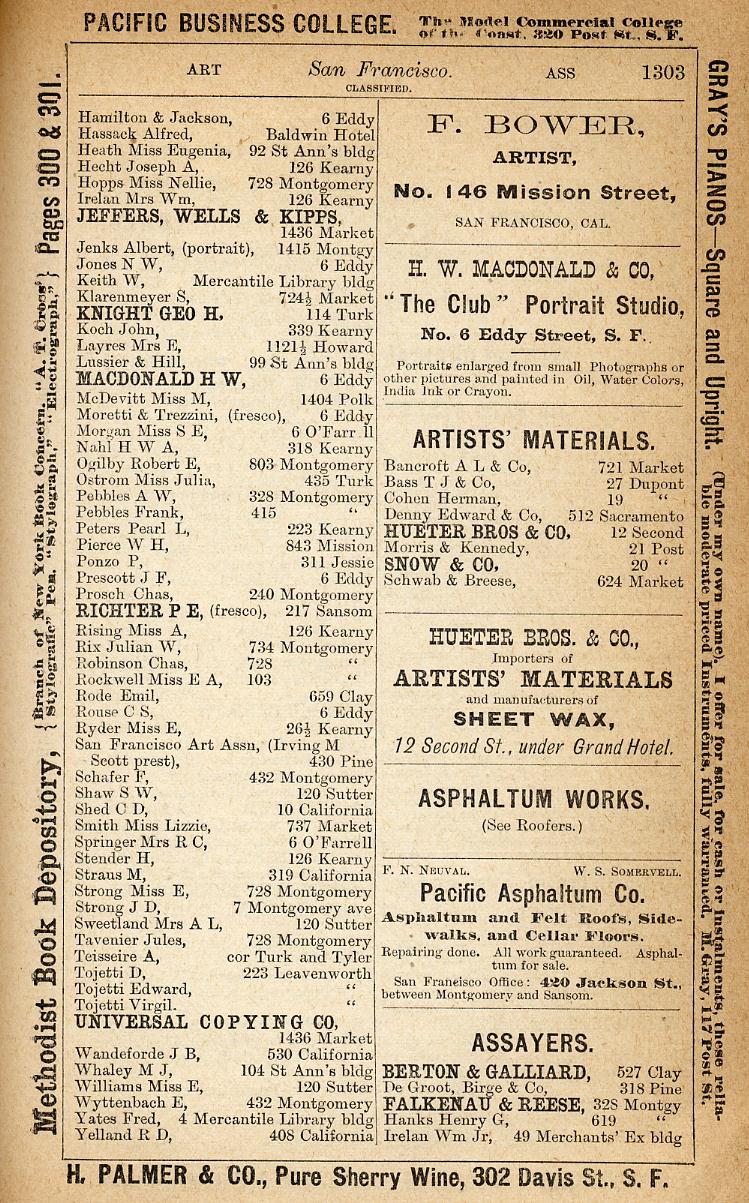 PACIFIC BUSINESS COLLEGE. The Model Commercial College
of the Coast, 320 Post St., S. F.
ART San Francisco. ASS 1303
CLASSIFIED.
Hamilton & Jackson, 6 Eddy
Hassack Alfred, Baldwin Hotel
Heath Miss Eugenia, 92 St Ann's bldg
Hecht Joseph A, 126 Kearny
Hopps Miss Nellie, 728 Montgomery
Irelan Mrs Wm, 126 Kearny
JEFFERS, WELLS & KIPPS,
1436 Market
Jenks Albert, (portrait), 1415 Montgy
Jones N W, 6 Eddy
Keith W, Mercantile Library bldg
Klarenmeyer S, 724½ Market
KNIGHT GEO H, 114 Turk
Koch John, 339 Kearny
Layres Mrs E, 1121½ Howard
Lussier & Hill, 99 St Ann's bldg
MACDONALD H W, 6 Eddy
McDevitt Miss M, 1404 Polk
Moretti & Trezzini, (fresco), 6 Eddy
Morgan Miss S E, 6 O'Farr ll
Nahl H W A, 318 Kearny
Ogilby Robert E, 803 Montgomery
Ostrom Miss Julia, 435 Turk
Pebbles A W, 328 Montgomery
Pebbles Frank, 415 "
Peters Pearl L, 223 Kearny
Pierce W H, 843 Mission
Ponzo P, 311 Jessie
Prescott J F, 6 Eddy
Prosch Chas, 240 Montgomery
RICHTER P E, (fresco), 217 Sansom
Rising Miss A, 126 Kearny
Rix Julian W, 734 Montgomery
Robinson Chas, 728 "
Rockwell Miss E A, 103 "
Rode Emil, 659 Clay
Rouse C S, 6 Eddy
Ryder Miss E, 26½ Kearny
San Francisco Art Assn, (Irving M
Scott prest), 430 Pine
Schafer F, 432 Montgomery
Shaw S W, 120 Sutter
Shed C D, 10 California
Smith Miss Lizzie, 737 Market
Springer Mrs R C, 6 O'Farrell
Stender H, 126 Kearny
Straus M, 319 California
Strong Miss E, 728 Montgomery
Strong J D, 7 Montgomery ave
Sweetland Mrs A L, 120 Sutter
Tavenier Jules, 728 Montgomery
Teisseire A, cor Turk and Tyler
Tojetti D, 223 Leavenworth
Tojetti Edward, "
Tojetti Virgil. "
UNIVERSAL COPYING CO,
1436 Market
Wandeforde J B, 530 California
Whaley M J, 104 St Ann's bldg
Williams Miss E, 120 Sutter
Wyttenbach E, 432 Montgomery
Yates Fred, 4 Mercantile Library bldg
Yelland R D, 408 California
F. BOWER,
ARTIST,
No. 146 Mission Street,
SAN FRANCISCO, CAL.
H. W. MACDONALD & CO,
"The Club" Portrait Studio,
No. 6 Eddy Street, S. F.
Portraits enlarged from small Photographs or
other pictures and painted in Oil, Water Colors,
India Ink or Crayon.
ARTISTS' MATERIALS.
Bancroft A L & Co, 721 Market
Bass T J & Co, 27 Dupont
Cohen Herman, 19 "
Denny Edward & Co, 512 Sacramento
HUETER BROS & CO, 12 Second
Morris & Kennedy, 21 Post
SNOW & CO, 20 "
Schwab & Breese, 624 Market
HUETER BROS. & CO.,
Importers of
ARTISTS' MATERIALS
and manufacturers of
SHEET WAX,
12 Second St., under Grand Hotel.
ASPHALTUM WORKS.
(See Roofers.)
F. N. NEUVAL. W. S. SOMERVELL.
Pacific Asphaltum Co.
Asphaltum and Felt Roofs, Side-
walks, and Cellar Floors.
Repairing done. All work guaranteed. Asphal-
tum for sale.
San Francisco Office: 420 Jackson St.,
between Montgomery and Sansom.
ASSAYERS.
BERTON & GALLIARD, 527 Clay
De Groot, Birge & Co, 318 Pine
FALKENAU & REESE, 328 Montgy
Hanks Henry G, 619 "
Irelan Wm Jr, 49 Merchants' Ex bldg
Methodist Book Depository, { Branch of New York Book Concern. "A. T. Cross'
Stylografic" Pen. "Stylograph," "Electrograph," } Pages 300 & 301.
GRAY'S PIANOS—Square and Upright. (Under my own name). I offer for sale, for cash or instalments, these relia-
ble moderate priced Instruments, fully warranted. M. Gray, 117 Post St.
H. PALMER & CO., Pure Sherry Wine, 302 Davis St., S. F.